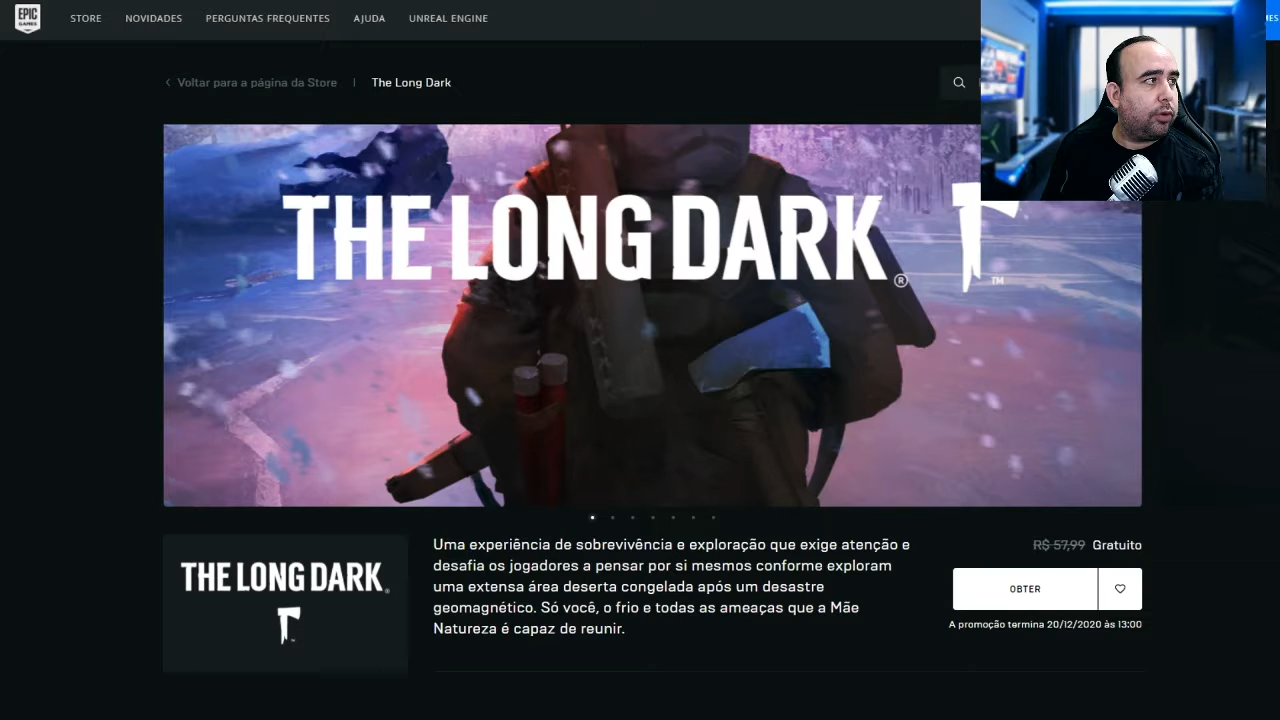 EPIC
GAMES
STORE
NOVIDADES
PERGUNTAS FREQUENTES
AJUDA
UNREAL ENGINE
Voltar para a página da Store
The Long Dark
THE LONG DARK
®
TM
THE LONG DARK
Uma experiência de sobrevivência e exploração que exige atenção e
desafia os jogadores a pensar por si mesmos conforme exploram
uma extensa área deserta congelada após um desastre
geomagnético. Só você, o frio e todas as ameaças que a Mãe
Natureza é capaz de reunir.
R$ 57,99 Gratuito
OBTER
A promoção termina 20/12/2020 às 13:00